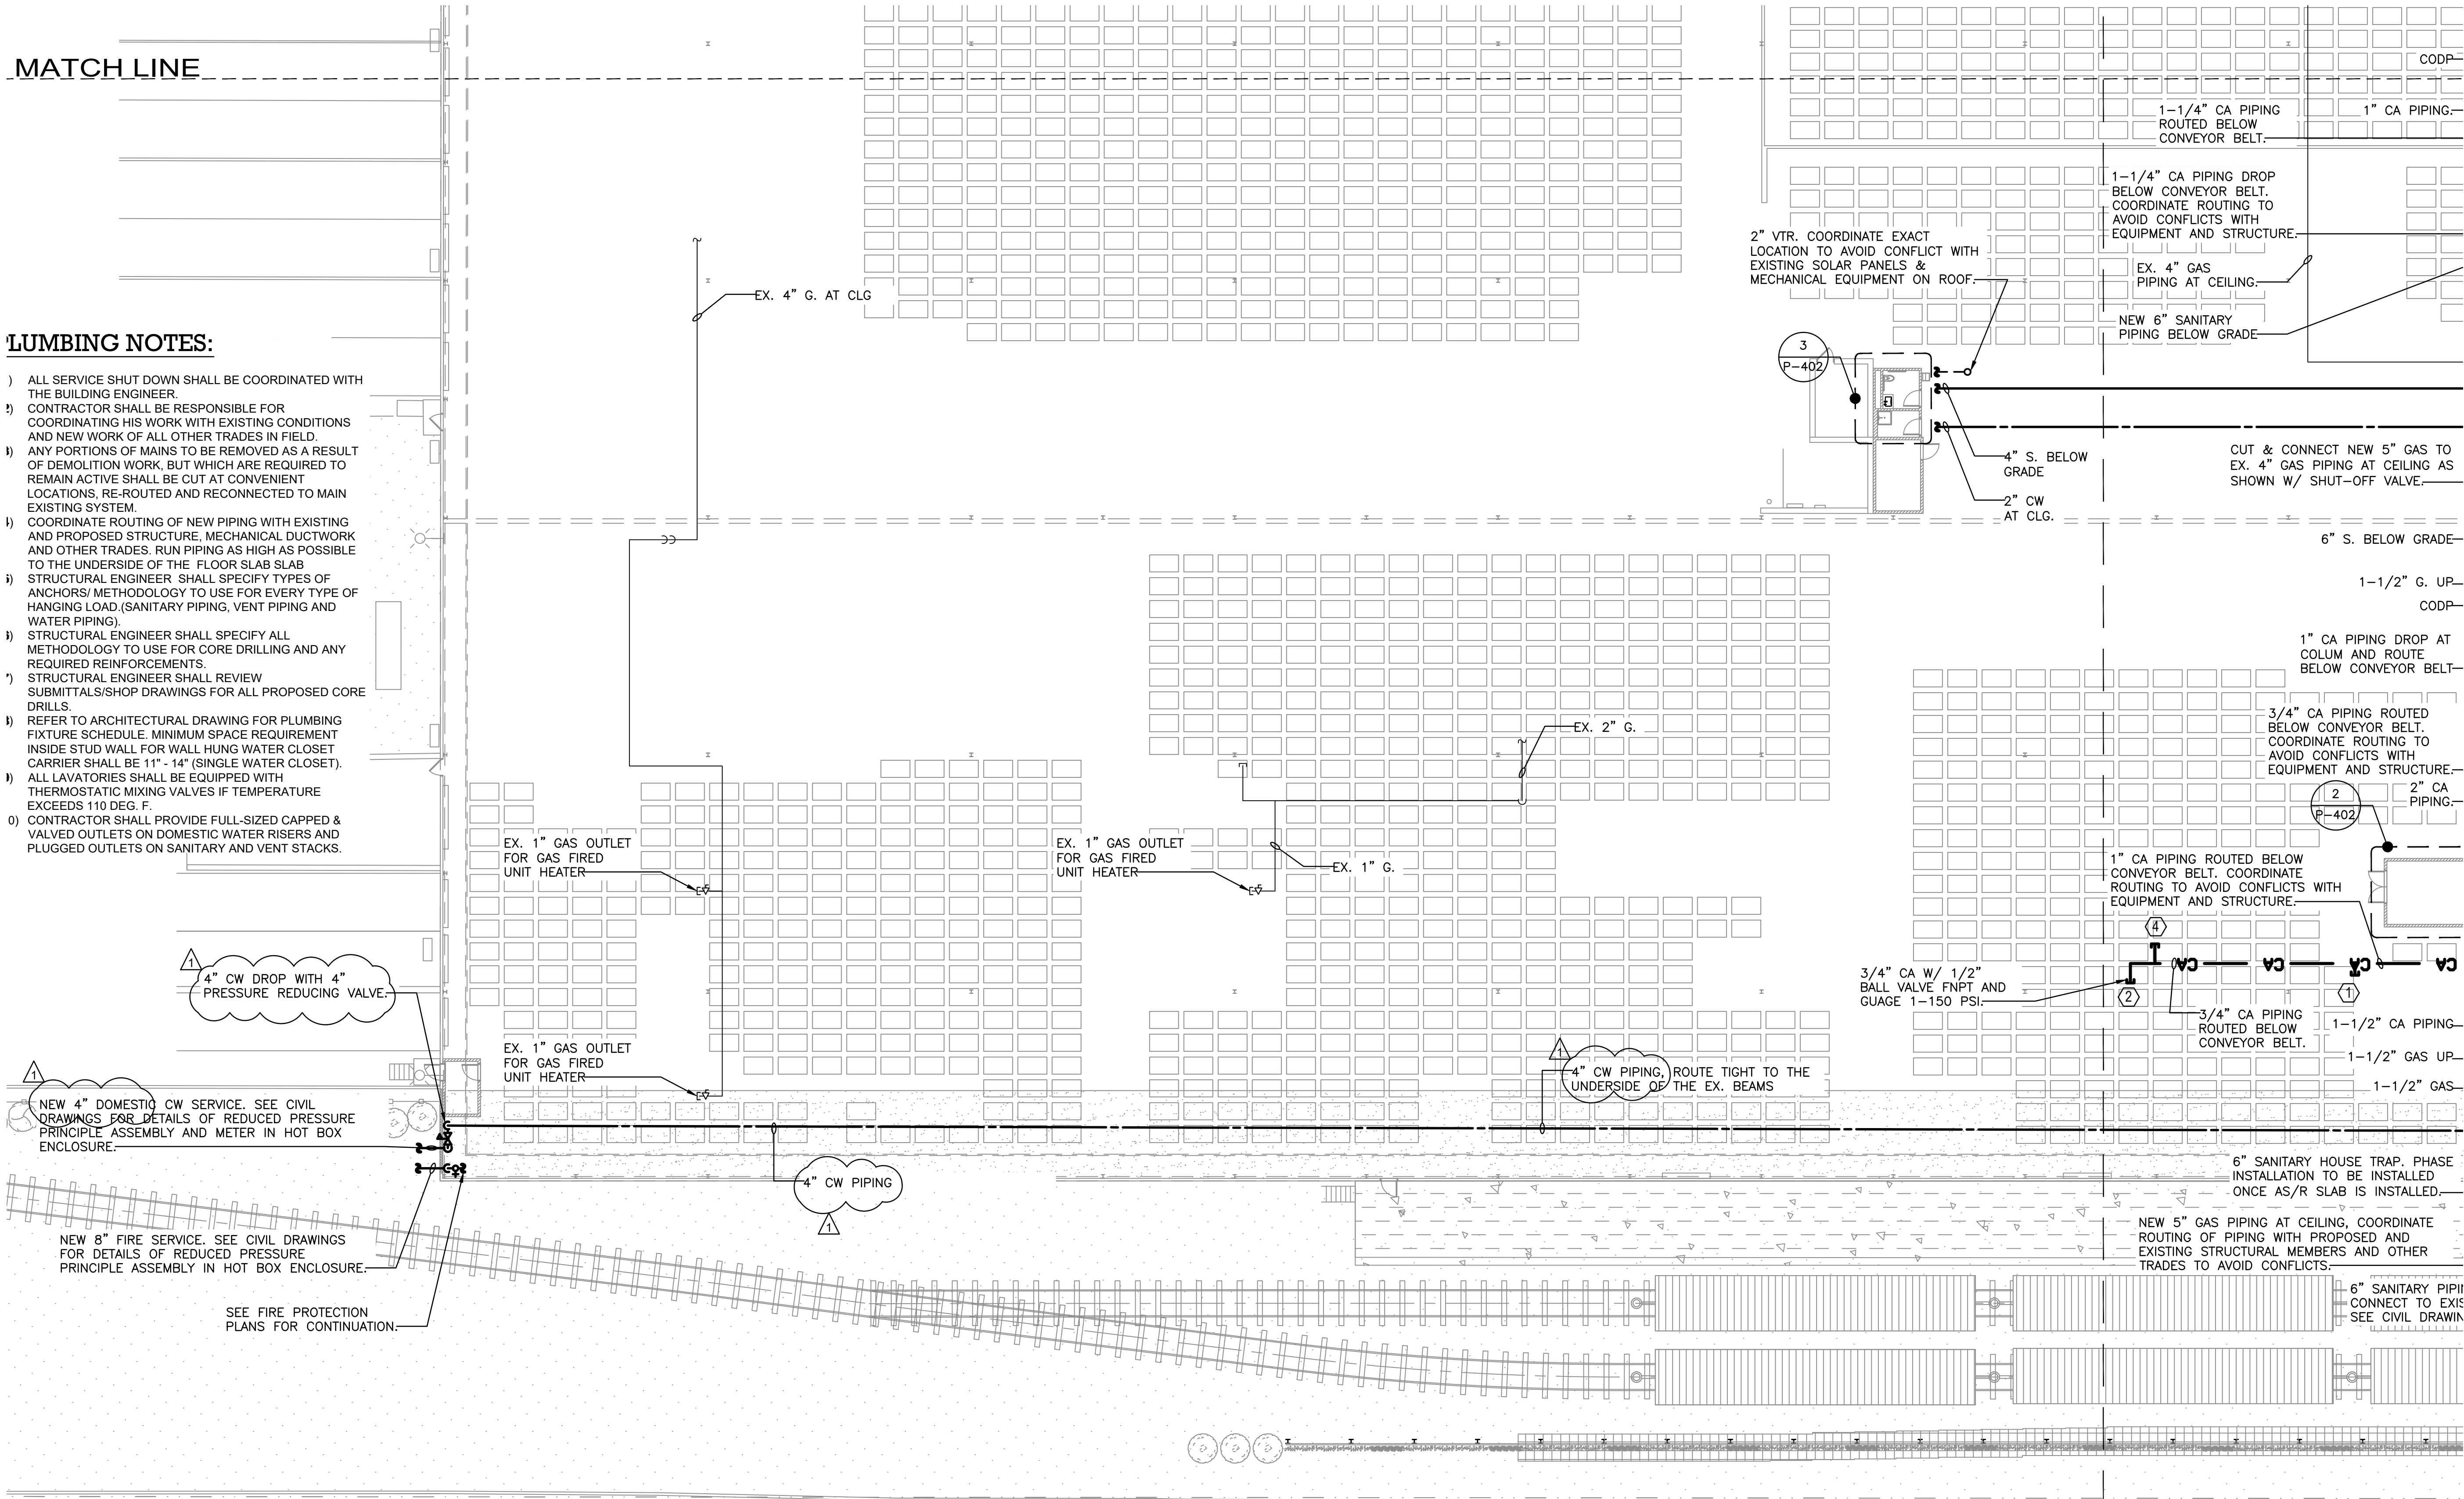 MATCH LINE
LUMBING NOTES:
) ALL SERVICE SHUT DOWN SHALL BE COORDINATED WITH
THE BUILDING ENGINEER.
) CONTRACTOR SHALL BE RESPONSIBLE FOR
COORDINATING HIS WORK WITH EXISTING CONDITIONS
AND NEW WORK OF ALL OTHER TRADES IN FIELD.
) ANY PORTIONS OF MAINS TO BE REMOVED AS A RESULT
OF DEMOLITION WORK, BUT WHICH ARE REQUIRED TO
REMAIN ACTIVE SHALL BE CUT AT CONVENIENT
LOCATIONS, RE-ROUTED AND RECONNECTED TO MAIN
EXISTING SYSTEM.
) COORDINATE ROUTING OF NEW PIPING WITH EXISTING
AND PROPOSED STRUCTURE, MECHANICAL DUCTWORK
AND OTHER TRADES. RUN PIPING AS HIGH AS POSSIBLE
TO THE UNDERSIDE OF THE FLOOR SLAB SLAB
) STRUCTURAL ENGINEER SHALL SPECIFY TYPES OF
ANCHORS/ METHODOLOGY TO USE FOR EVERY TYPE OF
HANGING LOAD.(SANITARY PIPING, VENT PIPING AND
WATER PIPING).
) STRUCTURAL ENGINEER SHALL SPECIFY ALL
METHODOLOGY TO USE FOR CORE DRILLING AND ANY
REQUIRED REINFORCEMENTS.
) STRUCTURAL ENGINEER SHALL REVIEW
SUBMITTALS/SHOP DRAWINGS FOR ALL PROPOSED CORE
DRILLS.
) REFER TO ARCHITECTURAL DRAWING FOR PLUMBING
FIXTURE SCHEDULE. MINIMUM SPACE REQUIREMENT
INSIDE STUD WALL FOR WALL HUNG WATER CLOSET
CARRIER SHALL BE 11" - 14" (SINGLE WATER CLOSET).
) ALL LAVATORIES SHALL BE EQUIPPED WITH
THERMOSTATIC MIXING VALVES IF TEMPERATURE
EXCEEDS 110 DEG. F.
0) CONTRACTOR SHALL PROVIDE FULL-SIZED CAPPED &
VALVED OUTLETS ON DOMESTIC WATER RISERS AND
PLUGGED OUTLETS ON SANITARY AND VENT STACKS.
1
4" CW DROP WITH 4"
PRESSURE REDUCING VALVE.
1
NEW 4" DOMESTIC CW SERVICE. SEE CIVIL
DRAWINGS FOR DETAILS OF REDUCED PRESSURE
PRINCIPLE ASSEMBLY AND METER IN HOT BOX
ENCLOSURE.
NEW 8" FIRE SERVICE. SEE CIVIL DRAWINGS
FOR DETAILS OF REDUCED PRESSURE
PRINCIPLE ASSEMBLY IN HOT BOX ENCLOSURE.
SEE FIRE PROTECTION
PLANS FOR CONTINUATION.
EX. 4" G. AT CLG
EX. 1" GAS OUTLET
FOR GAS FIRED
UNIT HEATER
EX. 1" GAS OUTLET
FOR GAS FIRED
UNIT HEATER
4" CW PIPING
1
EX. 1" GAS OUTLET
FOR GAS FIRED
UNIT HEATER
EX. 1" G.
EX. 2" G.
1
4" CW PIPING, ROUTE TIGHT TO THE
UNDERSIDE OF THE EX. BEAMS
2" VTR. COORDINATE EXACT
LOCATION TO AVOID CONFLICT WITH
EXISTING SOLAR PANELS &
MECHANICAL EQUIPMENT ON ROOF.
3
P-402
4" S. BELOW
GRADE
2" CW
AT CLG.
CODP
1-1/4" CA PIPING
ROUTED BELOW
CONVEYOR BELT.
1" CA PIPING.
1-1/4" CA PIPING DROP
BELOW CONVEYOR BELT.
COORDINATE ROUTING TO
AVOID CONFLICTS WITH
EQUIPMENT AND STRUCTURE.
EX. 4" GAS
PIPING AT CEILING.
NEW 6" SANITARY
PIPING BELOW GRADE
CUT & CONNECT NEW 5" GAS TO
EX. 4" GAS PIPING AT CEILING AS
SHOWN W/ SHUT-OFF VALVE.
6" S. BELOW GRADE
1-1/2" G. UP
CODP
1" CA PIPING DROP AT
COLUM AND ROUTE
BELOW CONVEYOR BELT
3/4" CA PIPING ROUTED
BELOW CONVEYOR BELT.
COORDINATE ROUTING TO
AVOID CONFLICTS WITH
EQUIPMENT AND STRUCTURE.
2
P-402
2" CA
PIPING.
1" CA PIPING ROUTED BELOW
CONVEYOR BELT. COORDINATE
ROUTING TO AVOID CONFLICTS WITH
EQUIPMENT AND STRUCTURE.
4
CA CA CA CA
3/4" CA W/ 1/2"
BALL VALVE FNPT AND
GUAGE 1-150 PSI.
2
1
3/4" CA PIPING
ROUTED BELOW
CONVEYOR BELT.
1-1/2" CA PIPING
1-1/2" GAS UP
1-1/2" GAS
6" SANITARY HOUSE TRAP. PHASE
INSTALLATION TO BE INSTALLED
ONCE AS/R SLAB IS INSTALLED.
NEW 5" GAS PIPING AT CEILING, COORDINATE
ROUTING OF PIPING WITH PROPOSED AND
EXISTING STRUCTURAL MEMBERS AND OTHER
TRADES TO AVOID CONFLICTS.
6" SANITARY PIPI
CONNECT TO EXIS
SEE CIVIL DRAWIN